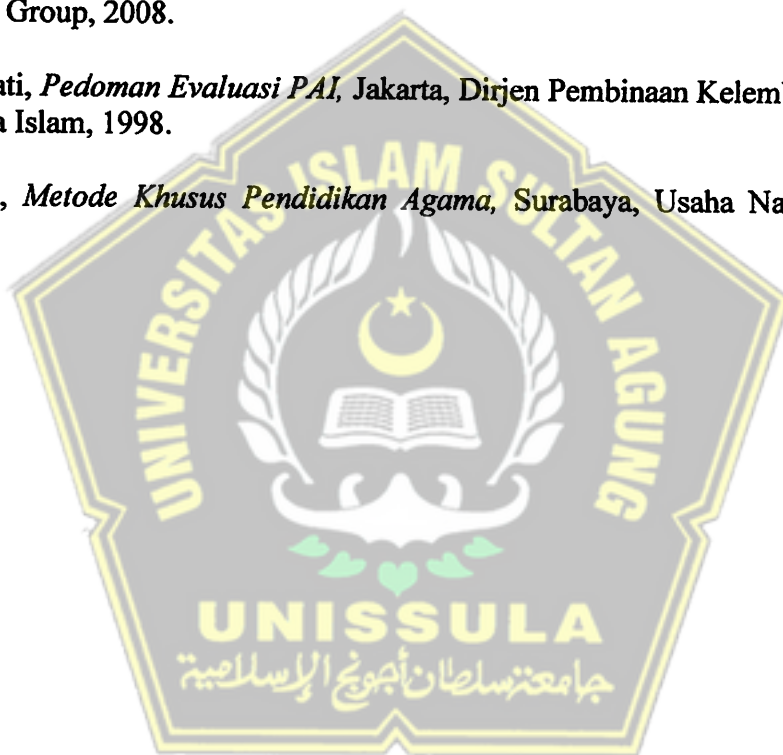 Group, 2008.
ati, Pedoman Evaluasi PAI, Jakarta, Dirjen Pembinaan Kelemb
a Islam, 1998.
, Metode Khusus Pendidikan Agama, Surabaya, Usaha Na
UNIVERSITAS ISLAM SULTAN AGUNG
UNISSULA
جامعة سلطان أجونج الإسلامية